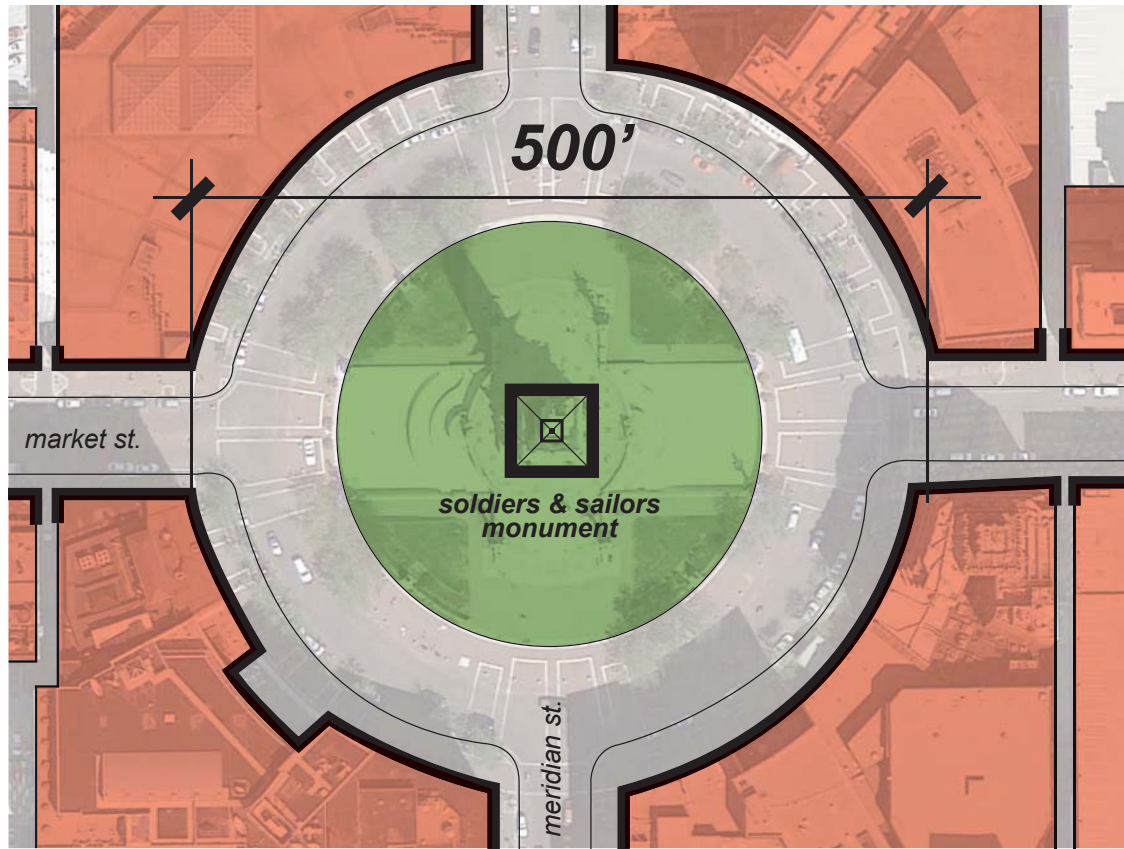 500’
market st.
soldiers & sailors
monument
meridian st.